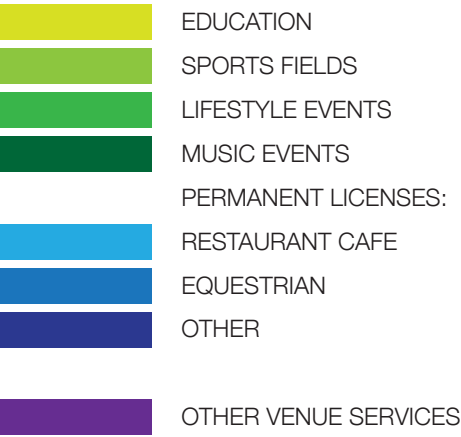 EDUCATION
SPORTS FIELDS
LIFESTYLE EVENTS
MUSIC EVENTS
PERMANENT LICENSES:
RESTAURANT CAFE
EQUESTRIAN
OTHER
OTHER VENUE SERVICES